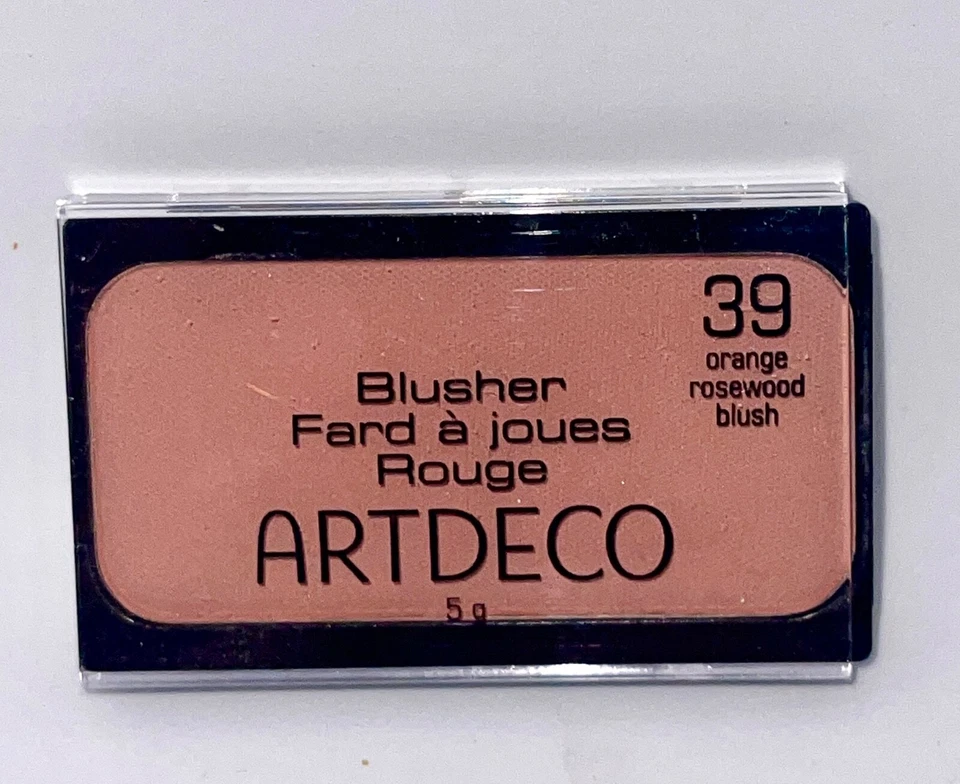 39
orange
rosewood
blush
Blusher
Fard à joues
Rouge
ARTDECO
5 g